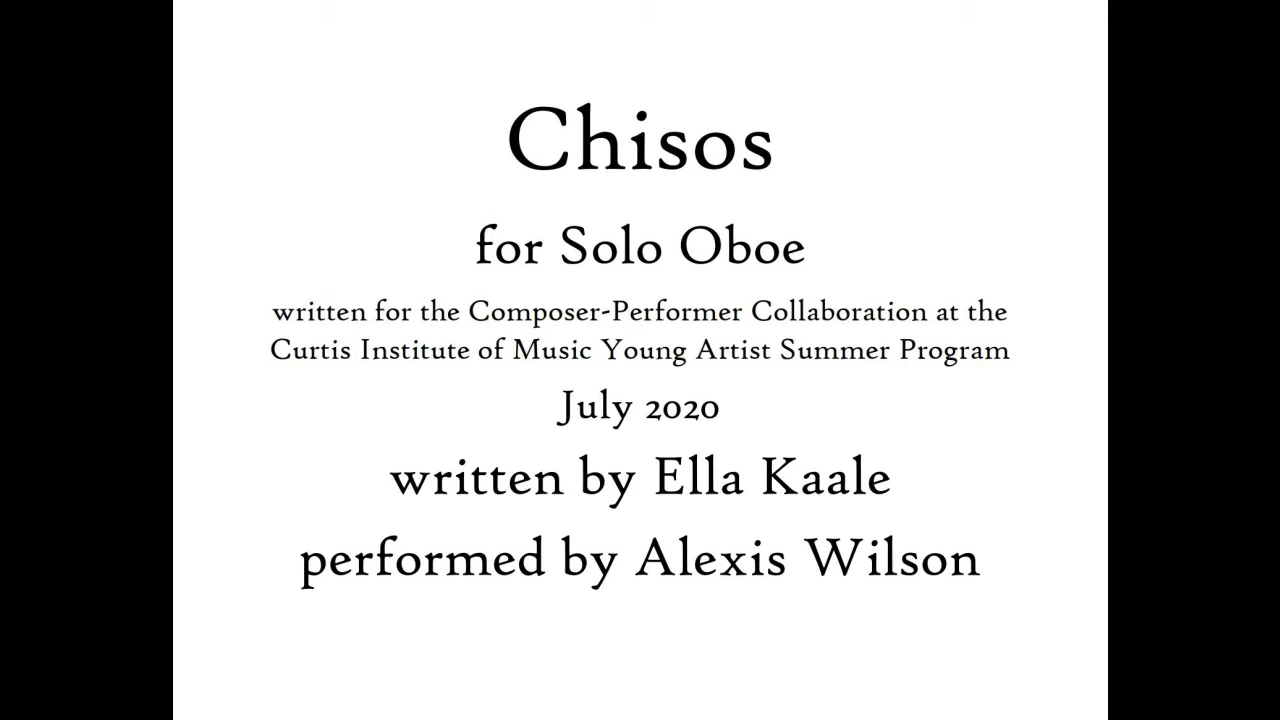 Chisos
for Solo Oboe
written for the Composer-Performer Collaboration at the
Curtis Institute of Music Young Artist Summer Program
July 2020
written by Ella Kaale
performed by Alexis Wilson